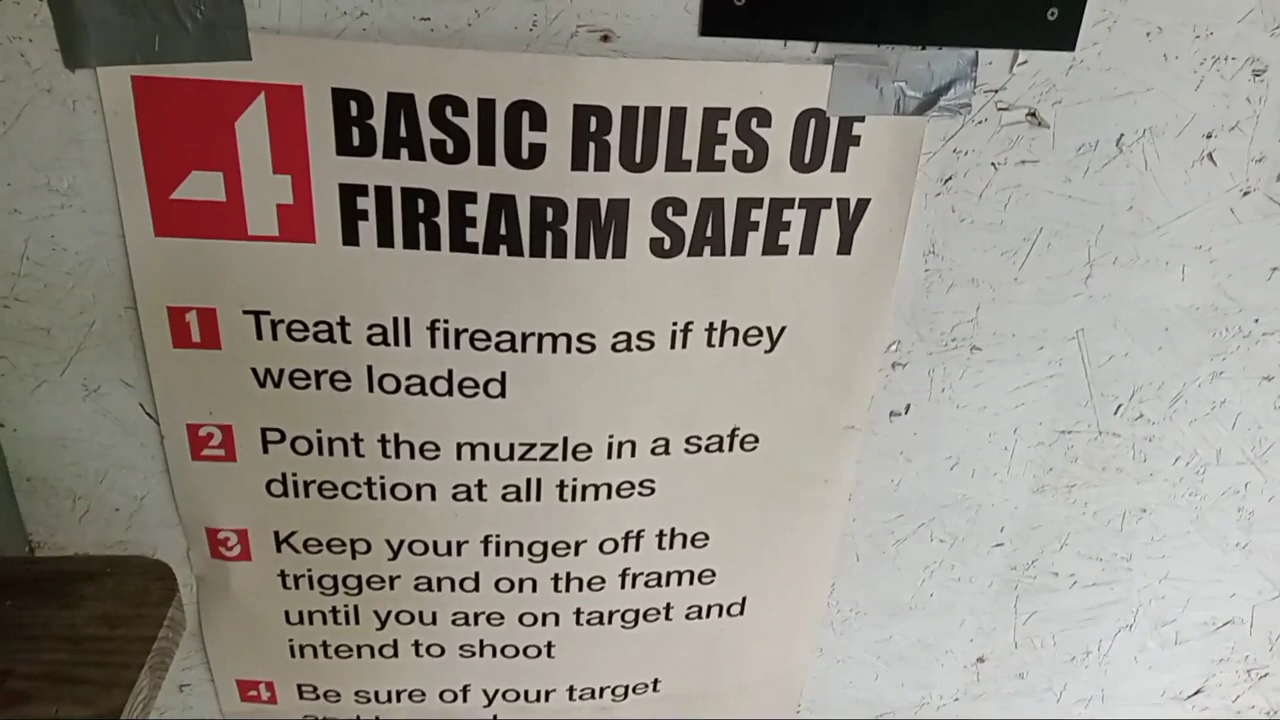 4 BASIC RULES OF
FIREARM SAFETY
1 Treat all firearms as if they
were loaded
2 Point the muzzle in a safe
direction at all times
3 Keep your finger off the
trigger and on the frame
until you are on target and
intend to shoot
4 Be sure of your target